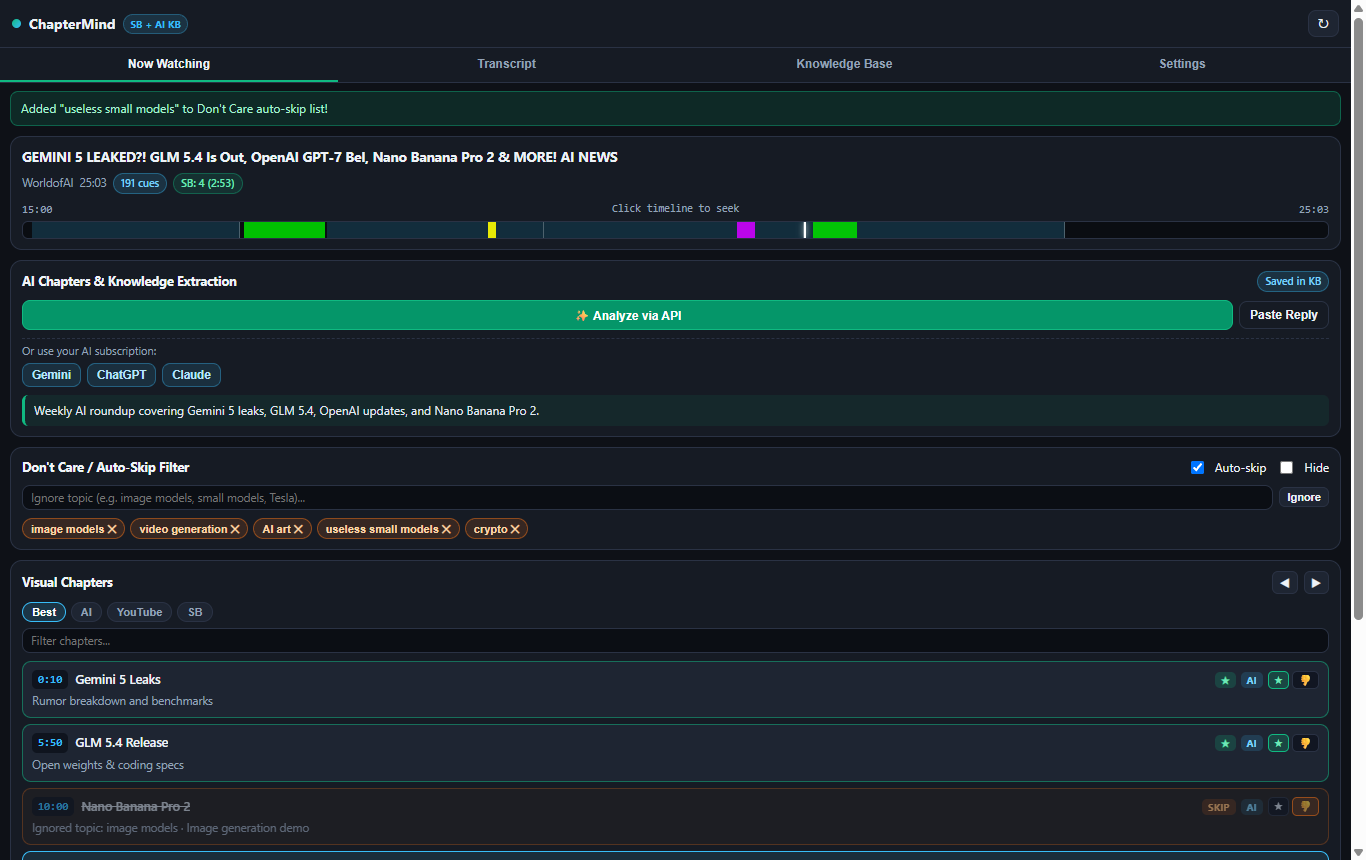 ChapterMind SB + AI KB ↻
Now Watching Transcript Knowledge Base Settings
Added "useless small models" to Don't Care auto-skip list!
GEMINI 5 LEAKED?! GLM 5.4 Is Out, OpenAI GPT-7 Bel, Nano Banana Pro 2 & MORE! AI NEWS
WorldofAI 25:03 191 cues SB: 4 (2:53)
15:00 Click timeline to seek 25:03
AI Chapters & Knowledge Extraction Saved in KB
✨ Analyze via API Paste Reply
Or use your AI subscription:
Gemini ChatGPT Claude
Weekly AI roundup covering Gemini 5 leaks, GLM 5.4, OpenAI updates, and Nano Banana Pro 2.
Don't Care / Auto-Skip Filter Auto-skip Hide
Ignore topic (e.g. image models, small models, Tesla)... Ignore
image models ✕ video generation ✕ AI art ✕ useless small models ✕ crypto ✕
Visual Chapters ◀ ▶
Best AI YouTube SB
Filter chapters...
0:10 Gemini 5 Leaks ★ AI ★ 👎
Rumor breakdown and benchmarks
5:50 GLM 5.4 Release ★ AI ★ 👎
Open weights & coding specs
10:00 Nano Banana Pro 2 SKIP AI ★ 👎
Ignored topic: image models · Image generation demo